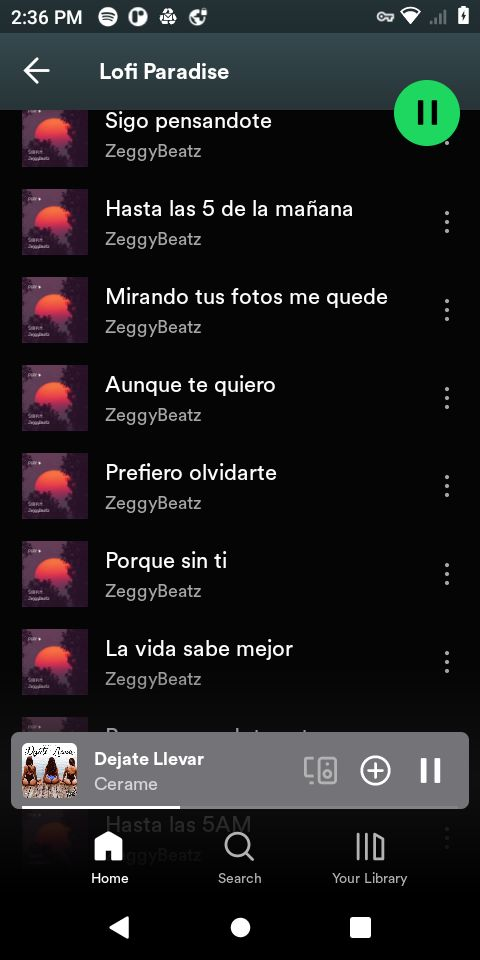 2:36 PM
Lofi Paradise
Sigo pensandote
ZeggyBeatz
Hasta las 5 de la mañana
ZeggyBeatz
Mirando tus fotos me quede
ZeggyBeatz
Aunque te quiero
ZeggyBeatz
Prefiero olvidarte
ZeggyBeatz
Porque sin ti
ZeggyBeatz
La vida sabe mejor
ZeggyBeatz
Dejate Llevar
Cerame
Hasta las 5AM
Home
Search
Your Library